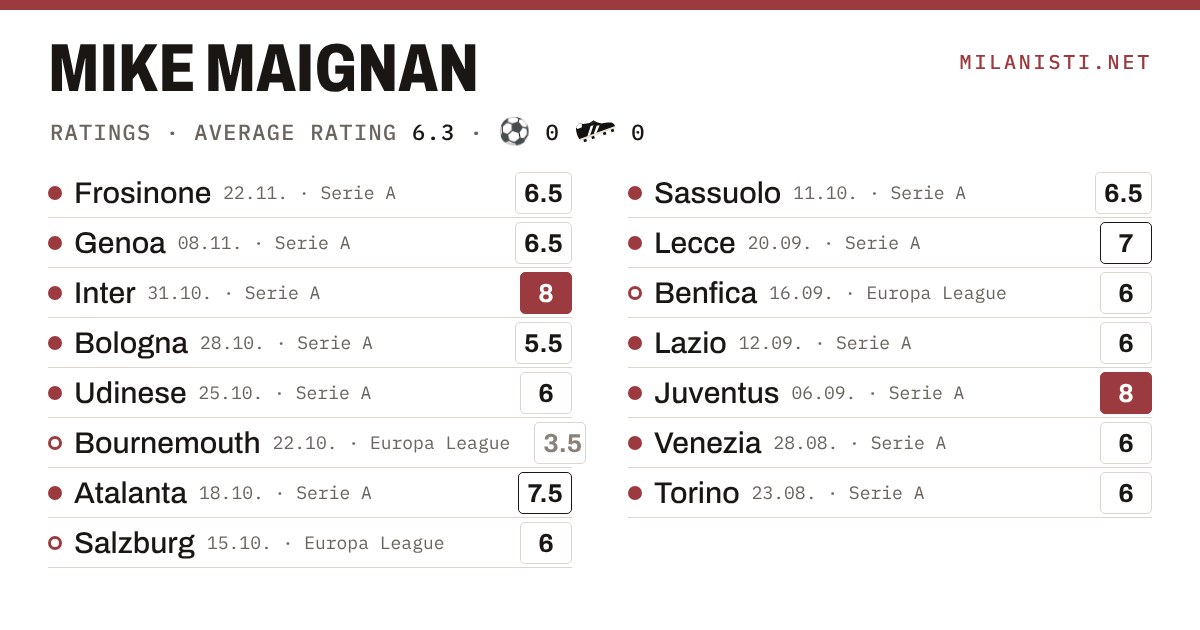 MIKE MAIGNAN
MILANISTI.NET
RATINGS · AVERAGE RATING 6.3 · ⚽ 0 0
Frosinone 22.11. · Serie A 6.5
Genoa 08.11. · Serie A 6.5
Inter 31.10. · Serie A 8
Bologna 28.10. · Serie A 5.5
Udinese 25.10. · Serie A 6
Bournemouth 22.10. · Europa League 3.5
Atalanta 18.10. · Serie A 7.5
Salzburg 15.10. · Europa League 6
Sassuolo 11.10. · Serie A 6.5
Lecce 20.09. · Serie A 7
Benfica 16.09. · Europa League 6
Lazio 12.09. · Serie A 6
Juventus 06.09. · Serie A 8
Venezia 28.08. · Serie A 6
Torino 23.08. · Serie A 6